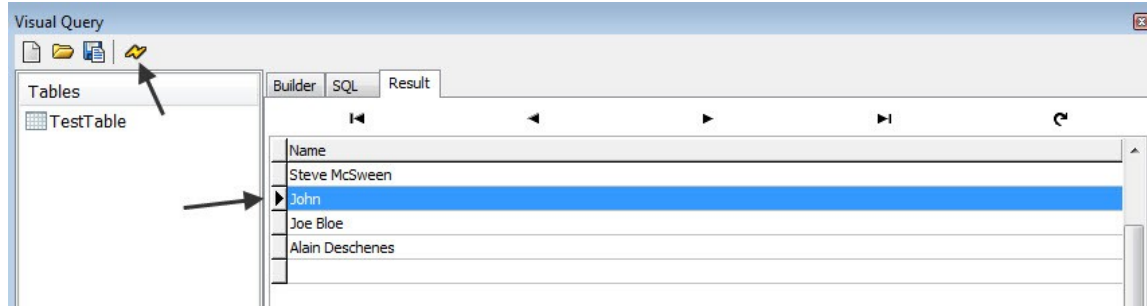 Visual Query
Tables
TestTable
Builder SQL Result
Name
Steve McSween
John
Joe Bloe
Alain Deschenes